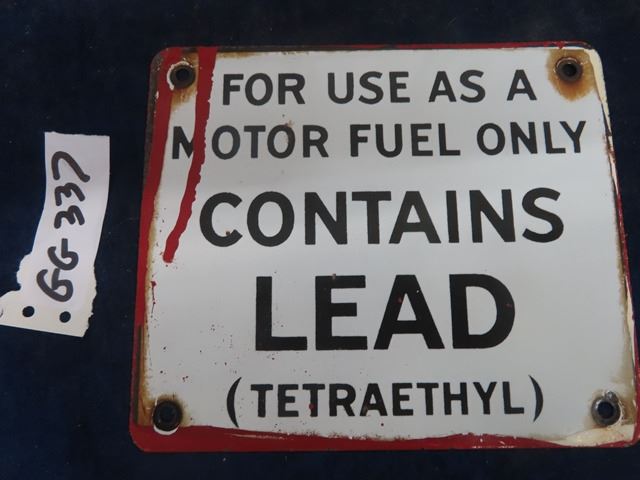 FOR USE AS A
MOTOR FUEL ONLY
CONTAINS
LEAD
(TETRAETHYL)
GG 337